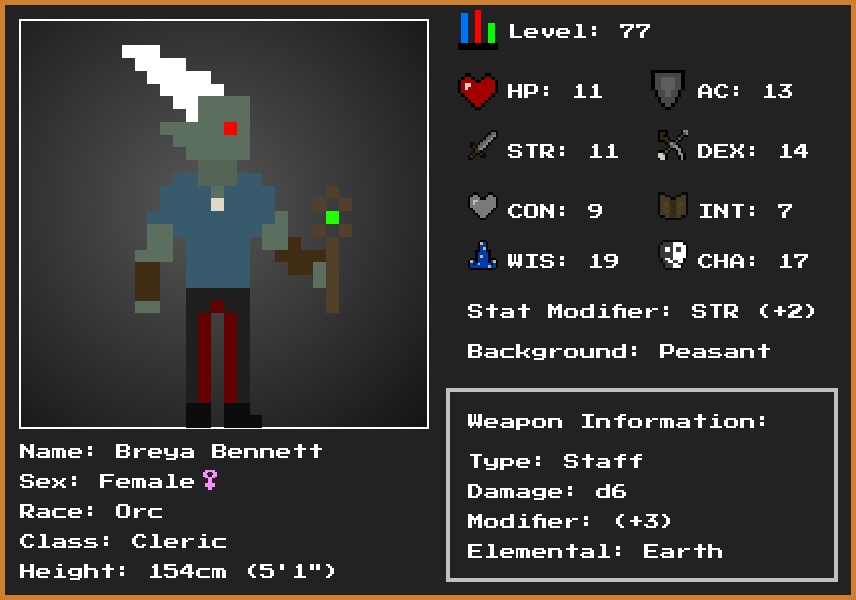 Level: 77
HP: 11
AC: 13
STR: 11
DEX: 14
CON: 9
INT: 7
WIS: 19
CHA: 17
Stat Modifier: STR (+2)
Background: Peasant
Weapon Information:
Type: Staff
Damage: d6
Modifier: (+3)
Elemental: Earth
Name: Breya Bennett
Sex: Female♀
Race: Orc
Class: Cleric
Height: 154cm (5'1")